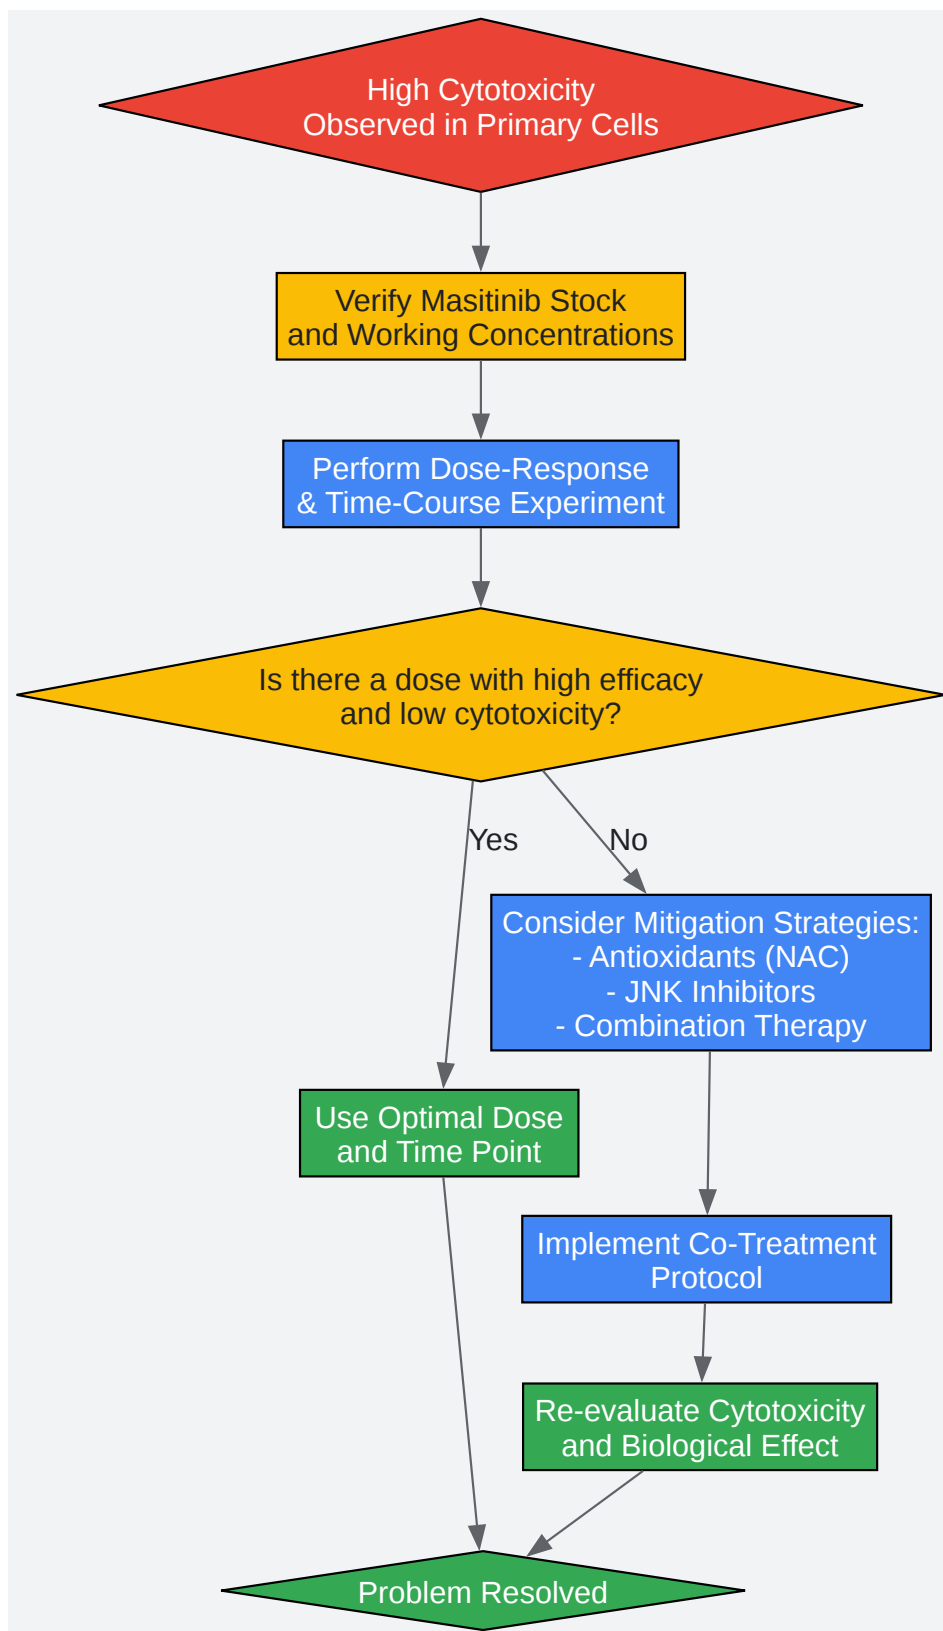 High Cytotoxicity
Observed in Primary Cells
Verify Masitinib Stock
and Working Concentrations
Perform Dose-Response
& Time-Course Experiment
Is there a dose with high efficacy
and low cytotoxicity?
Yes
No
Consider Mitigation Strategies:
- Antioxidants (NAC)
- JNK Inhibitors
- Combination Therapy
Use Optimal Dose
and Time Point
Implement Co-Treatment
Protocol
Re-evaluate Cytotoxicity
and Biological Effect
Problem Resolved